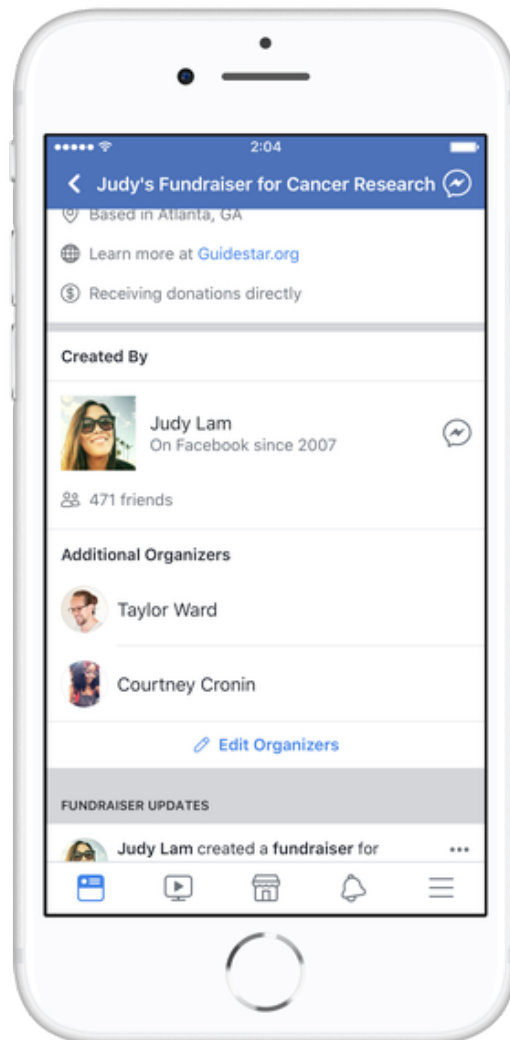 2:04
Judy's Fundraiser for Cancer Research
Based in Atlanta, GA
Learn more at Guidestar.org
Receiving donations directly
Created By
Judy Lam
On Facebook since 2007
471 friends
Additional Organizers
Taylor Ward
Courtney Cronin
Edit Organizers
FUNDRAISER UPDATES
Judy Lam created a fundraiser for